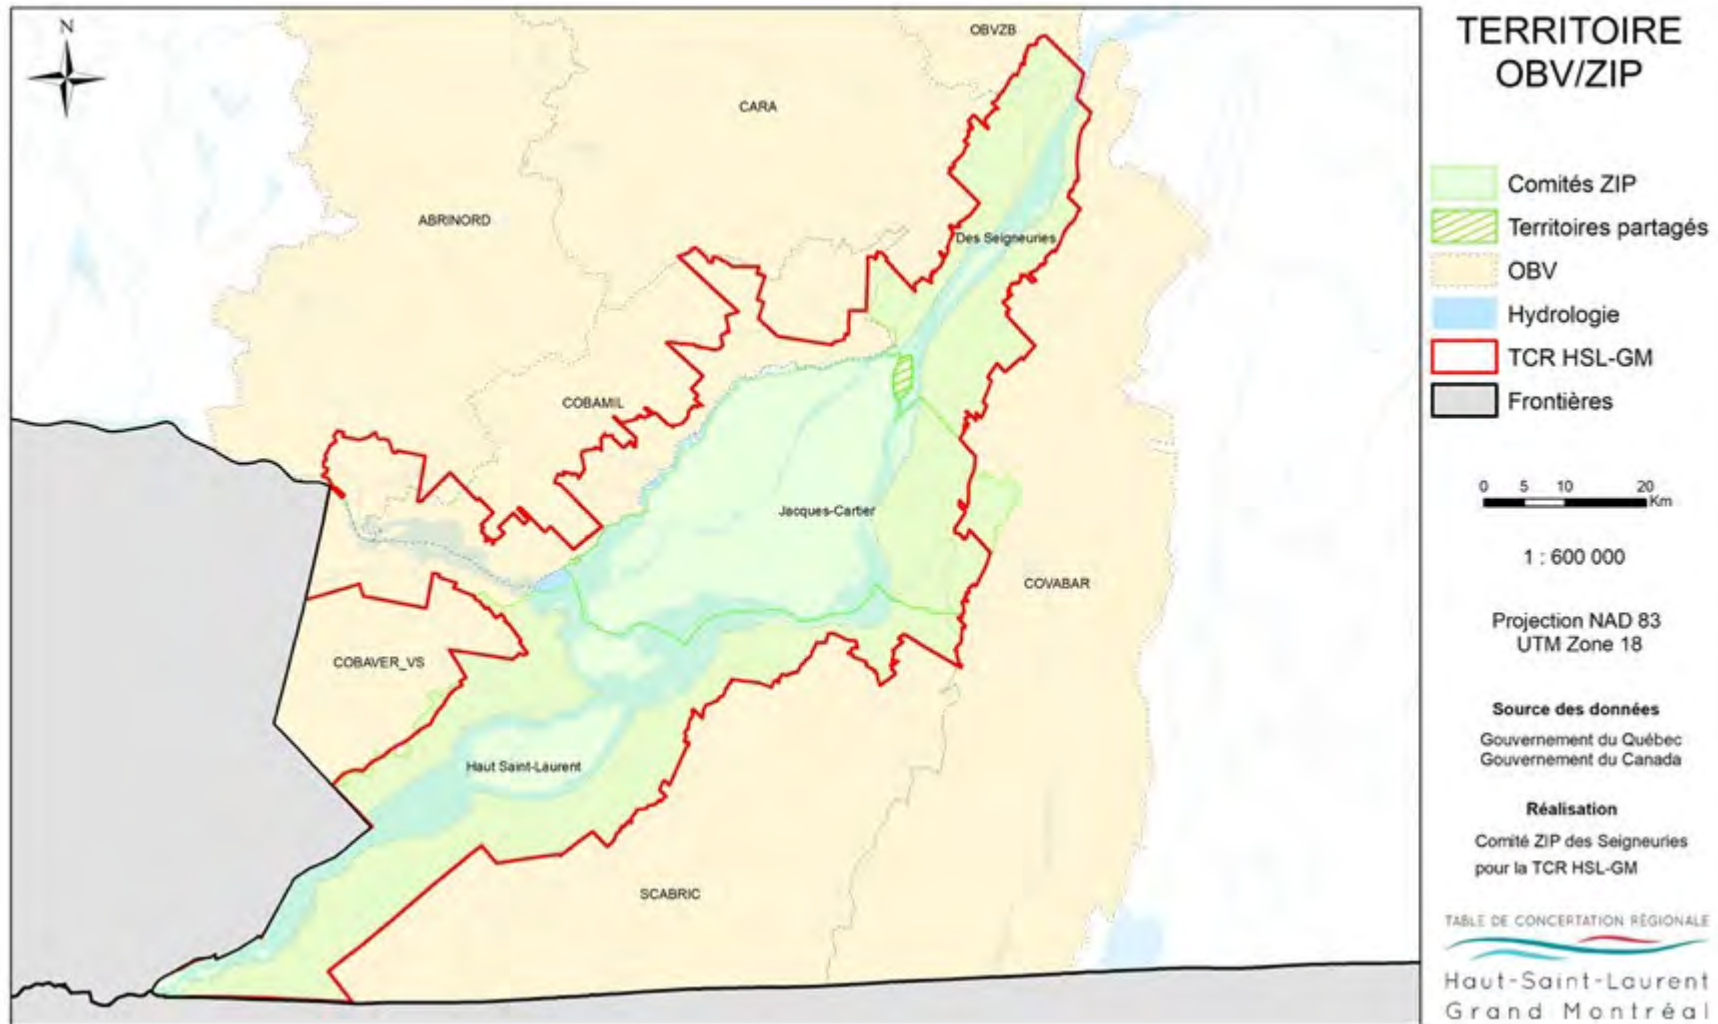 N
OBVZB
CARA
ABRINORD
Des Seigneuries
COBAMIL
Jacques-Cartier
COVABAR
COBAVER_VS
Haut Saint-Laurent
SCABRIC
TERRITOIRE
OBV/ZIP
Comités ZIP
Territoires partagés
OBV
Hydrologie
TCR HSL-GM
Frontières
0 5 10 20
Km
1 : 600 000
Projection NAD 83
UTM Zone 18
Source des données
Gouvernement du Québec
Gouvernement du Canada
Réalisation
Comité ZIP des Seigneuries
pour la TCR HSL-GM
TABLE DE CONCERTATION RÉGIONALE
Haut-Saint-Laurent
Grand Montréal